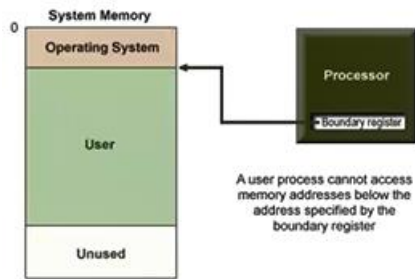 System Memory
0
Operating System
User
Unused
Processor
Boundary register
A user process cannot access
memory addresses below the
address specified by the
boundary register